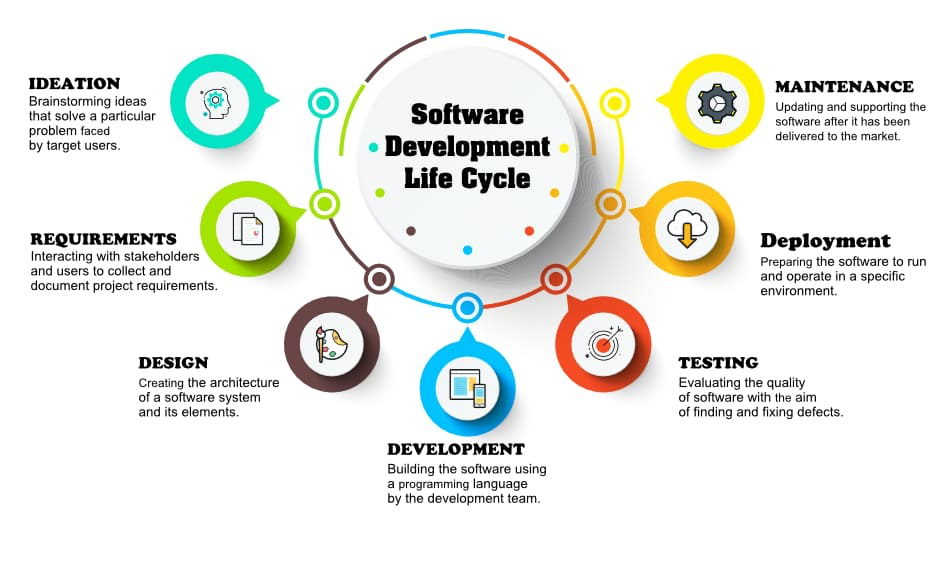 Software
Development
Life Cycle
IDEATION
Brainstorming ideas
that solve a particular
problem faced
by target users.
REQUIREMENTS
Interacting with stakeholders
and users to collect and
document project requirements.
DESIGN
Creating the architecture
of a software system
and its elements.
DEVELOPMENT
Building the software using
a programming language
by the development team.
TESTING
Evaluating the quality
of software with the aim
of finding and fixing defects.
Deployment
Preparing the software to run
and operate in a specific
environment.
MAINTENANCE
Updating and supporting the
software after it has been
delivered to the market.